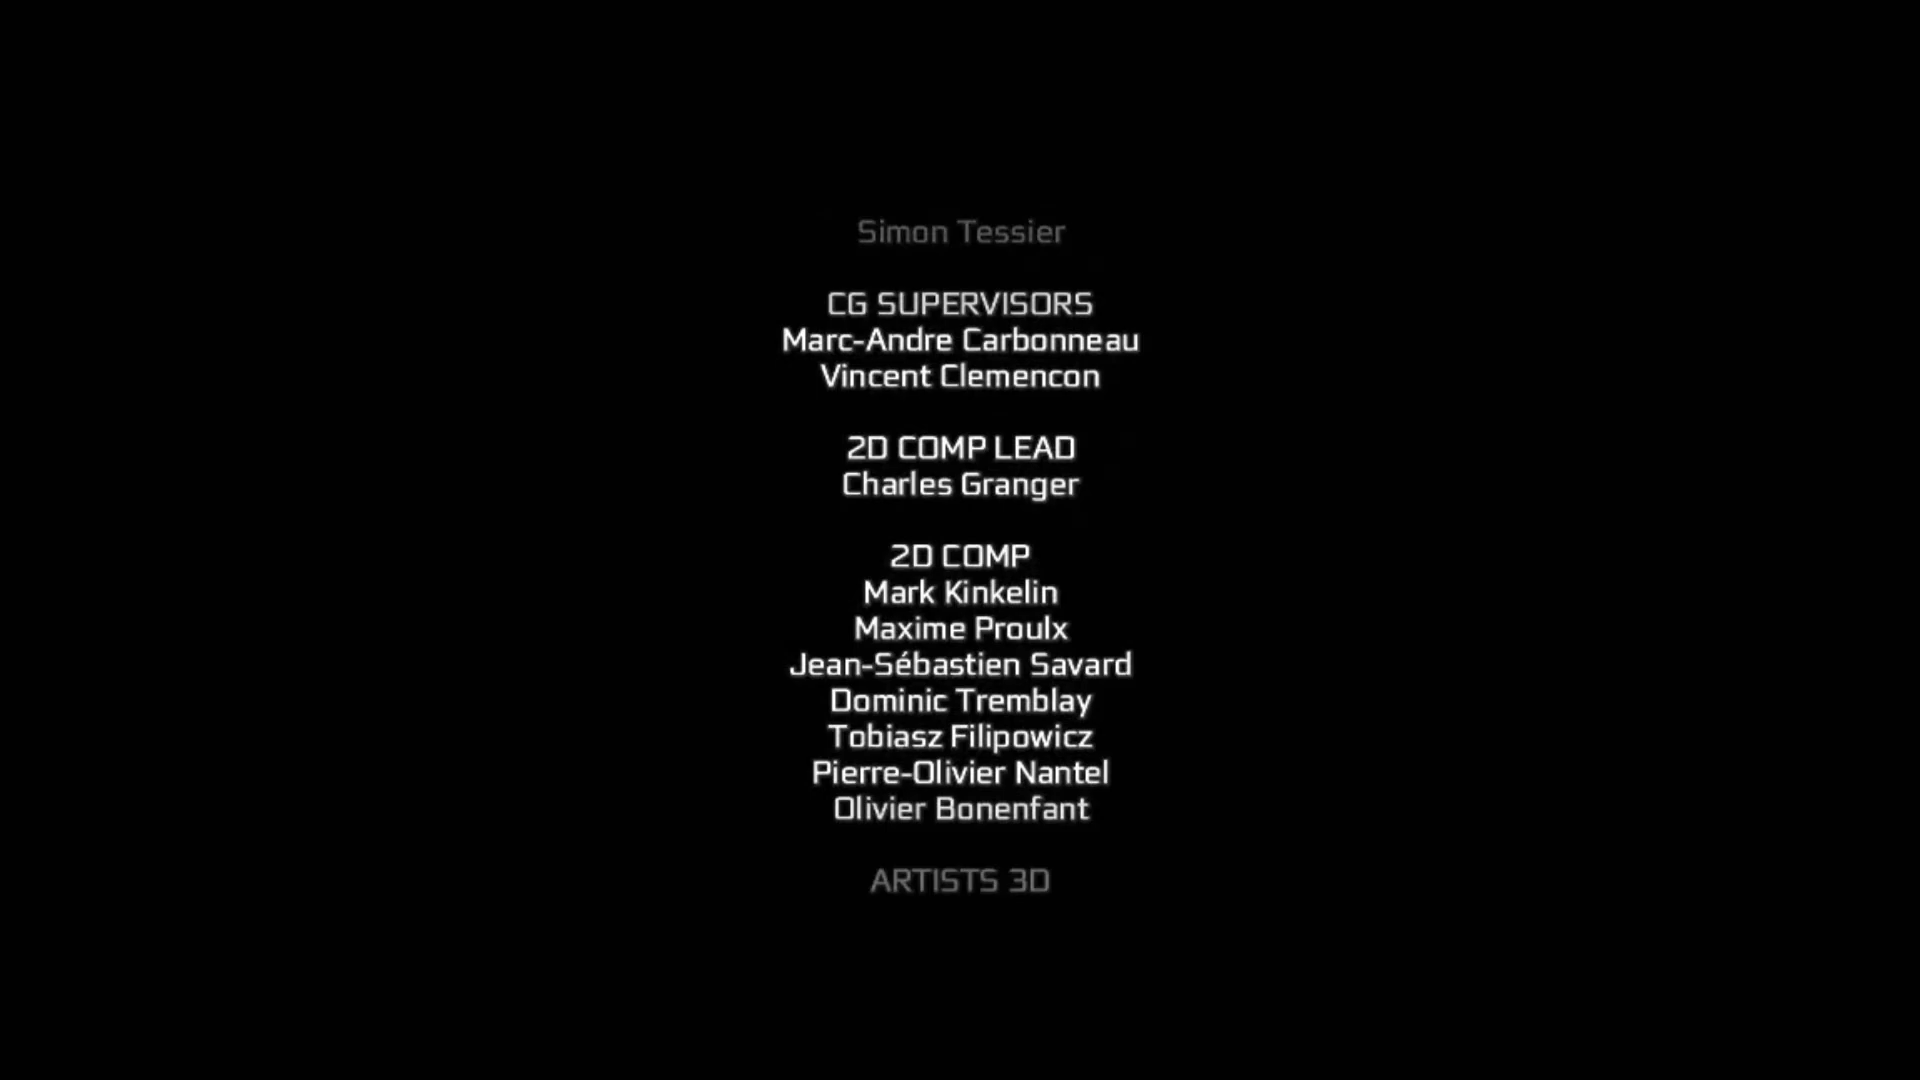 Simon Tessier
CG SUPERVISORS
Marc-Andre Carbonneau
Vincent Clemencon
2D COMP LEAD
Charles Granger
2D COMP
Mark Kinkelin
Maxime Proulx
Jean-Sébastien Savard
Dominic Tremblay
Tobiasz Filipowicz
Pierre-Olivier Nantel
Olivier Bonenfant
ARTISTS 3D